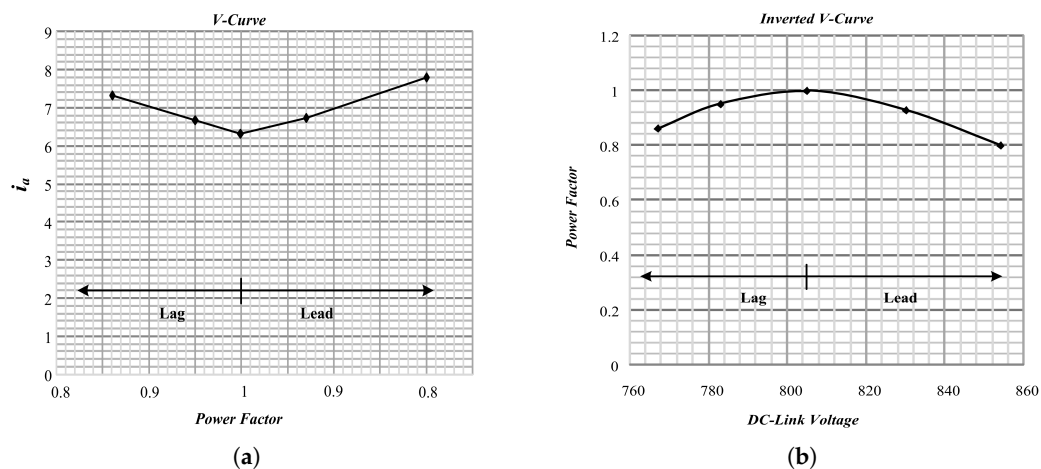 V-Curve
9
8
7
6
5
4
3
2
1
0
i_a
Lag
Lead
0.8
0.9
1
0.9
0.8
Power Factor
(a)
Inverted V-Curve
1.2
1
0.8
0.6
0.4
0.2
0
Power Factor
Lag
Lead
760
780
800
820
840
860
DC-Link Voltage
(b)